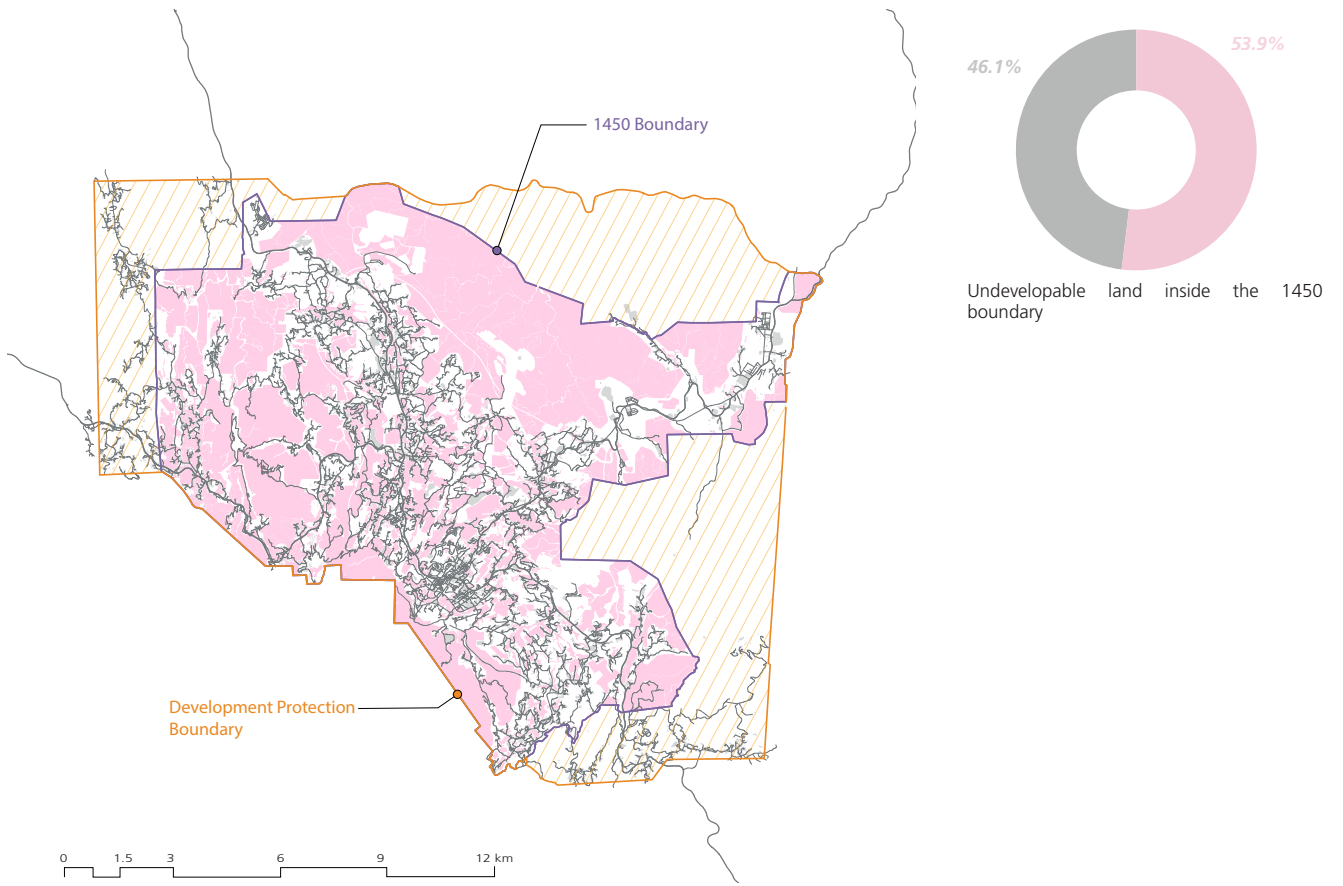 53.9%
46.1%
1450 Boundary
Undevelopable land inside the 1450
boundary
Development Protection
Boundary
0 1.5 3 6 9 12 km